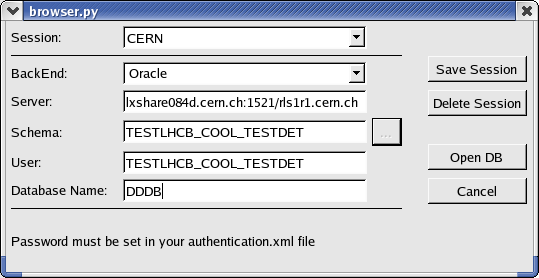 browser.py
Session: CERN
BackEnd: Oracle
Save Session
Server: lxshare084d.cern.ch:1521/rls1r1.cern.ch
Delete Session
Schema: TESTLHCB_COOL_TESTDET ...
User: TESTLHCB_COOL_TESTDET
Open DB
Database Name: DDDB
Cancel
Password must be set in your authentication.xml file